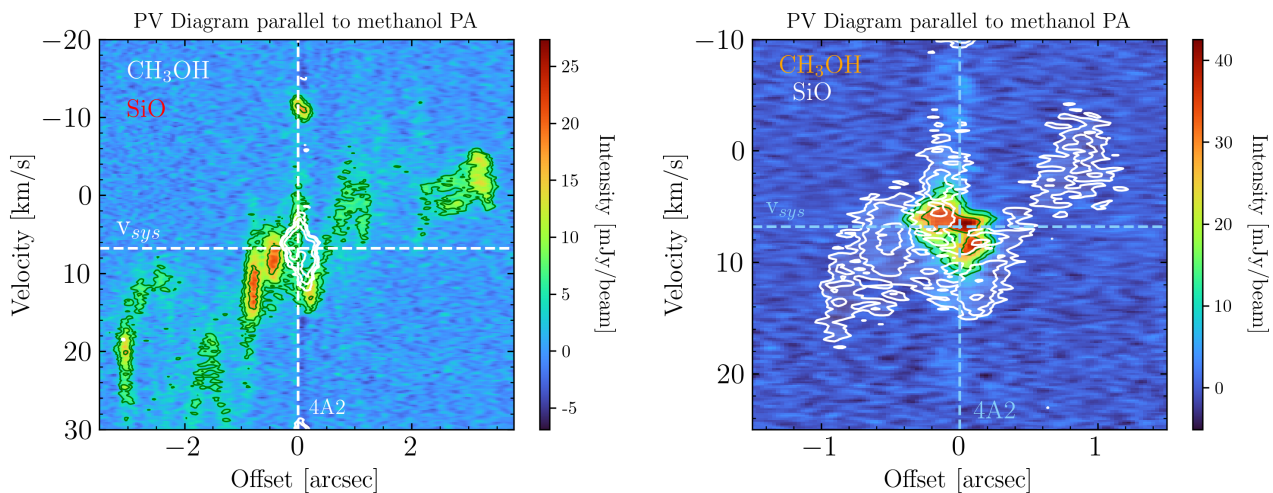 PV Diagram parallel to methanol PA
−20
−10
0
10
20
30
Velocity [km/s]
CH₃OH
SiO
v_sys
4A2
−2
0
2
Offset [arcsec]
25
20
15
10
5
0
-5
Intensity [mJy/beam]
PV Diagram parallel to methanol PA
−10
0
10
20
Velocity [km/s]
CH₃OH
SiO
v_sys
4A2
−1
0
1
Offset [arcsec]
40
30
20
10
0
Intensity [mJy/beam]